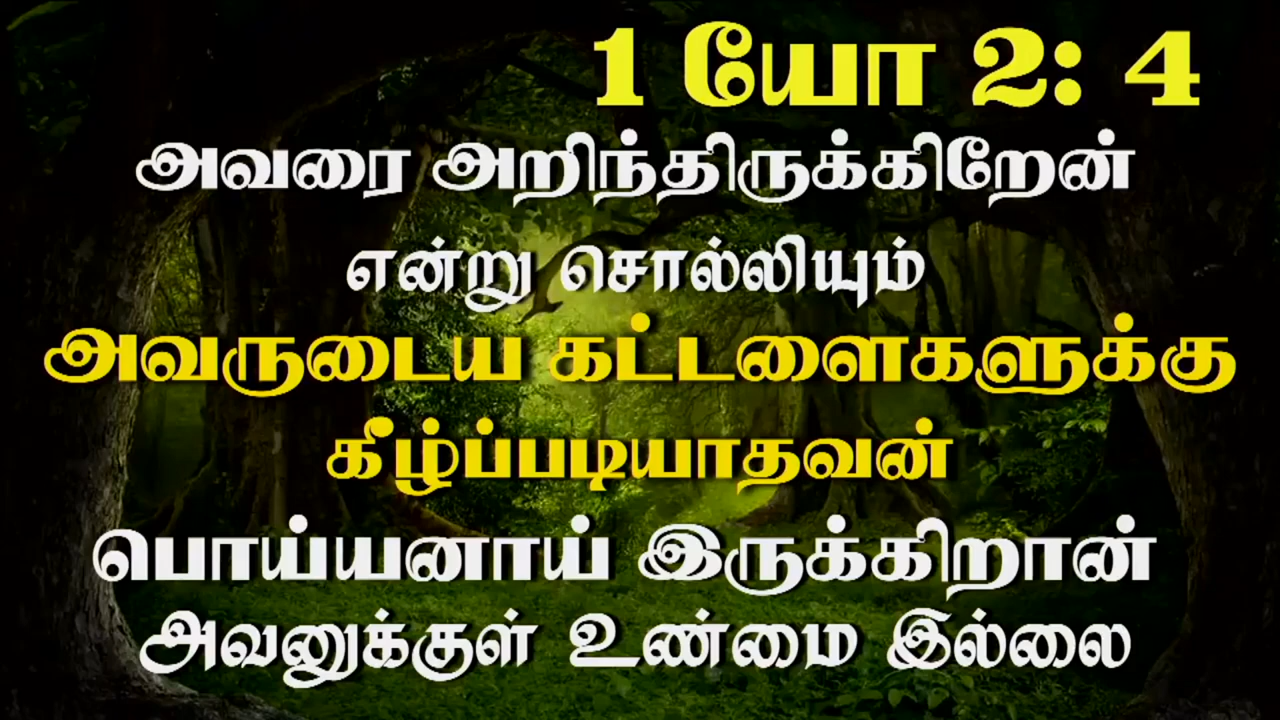 1 யோ 2: 4
அவரை அறிந்திருக்கிறேன்
என்று சொல்லியும்
அவருடைய கட்டளைகளுக்கு
கீழ்ப்படியாதவன்
பொய்யனாய் இருக்கிறான்
அவனுக்குள் உண்மை இல்லை